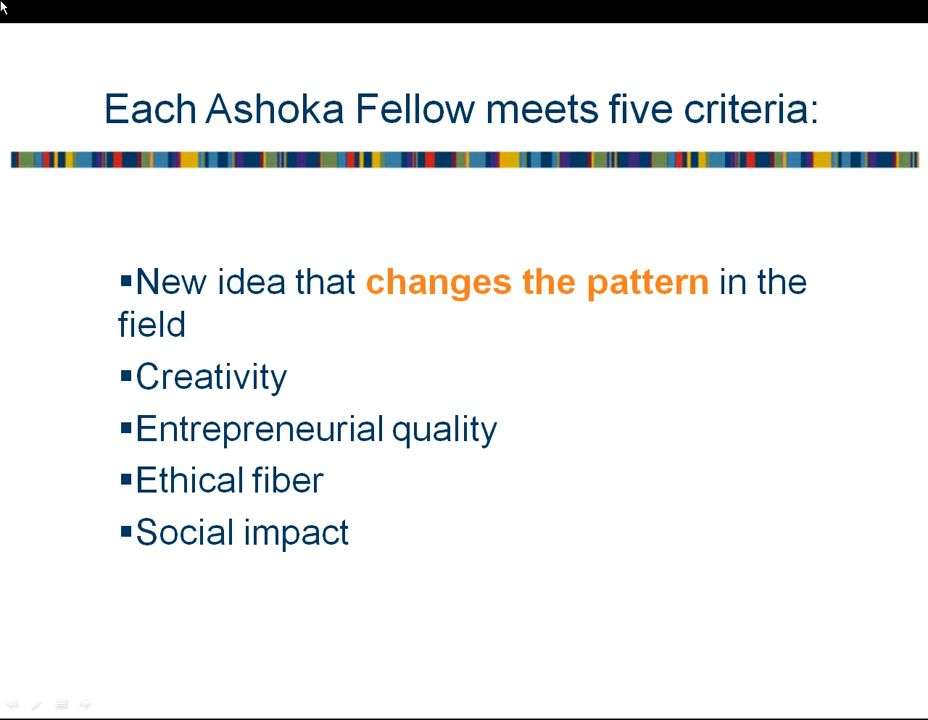 Each Ashoka Fellow meets five criteria:
▪New idea that changes the pattern in the
field
▪Creativity
▪Entrepreneurial quality
▪Ethical fiber
▪Social impact